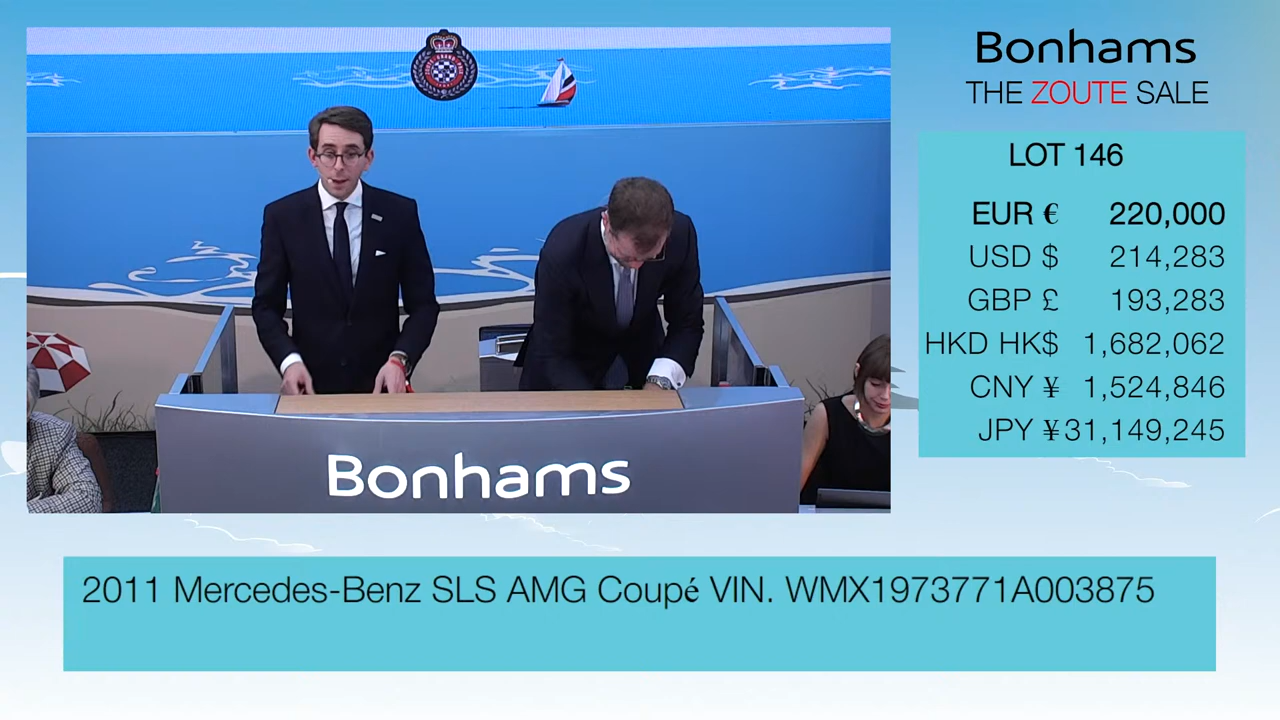 Bonhams
THE ZOUTE SALE
LOT 146
EUR € 220,000
USD $ 214,283
GBP £ 193,283
HKD HK$ 1,682,062
CNY ¥ 1,524,846
JPY ¥ 31,149,245
Bonhams
2011 Mercedes-Benz SLS AMG Coupé VIN. WMX1973771A003875